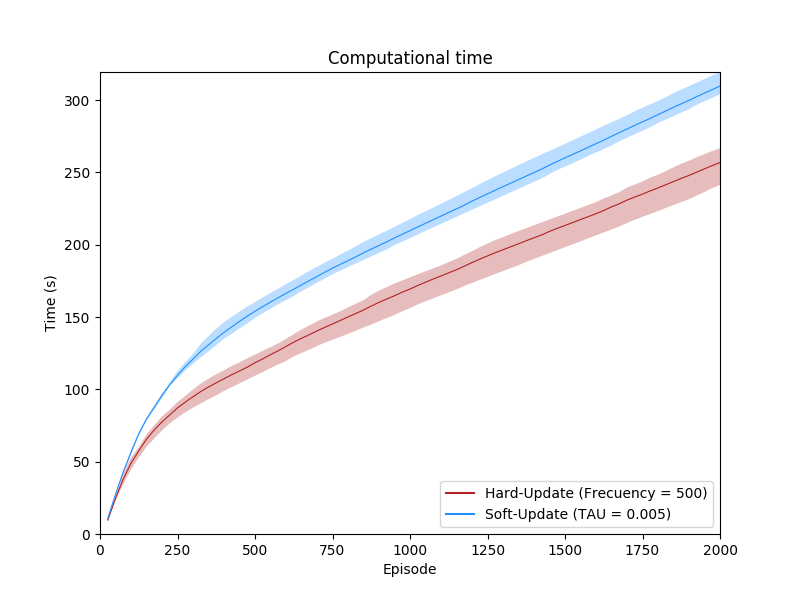 Computational time
Time (s)
300
250
200
150
100
50
0
0 250 500 750 1000 1250 1500 1750 2000
Episode
Hard-Update (Frecuency = 500)
Soft-Update (TAU = 0.005)